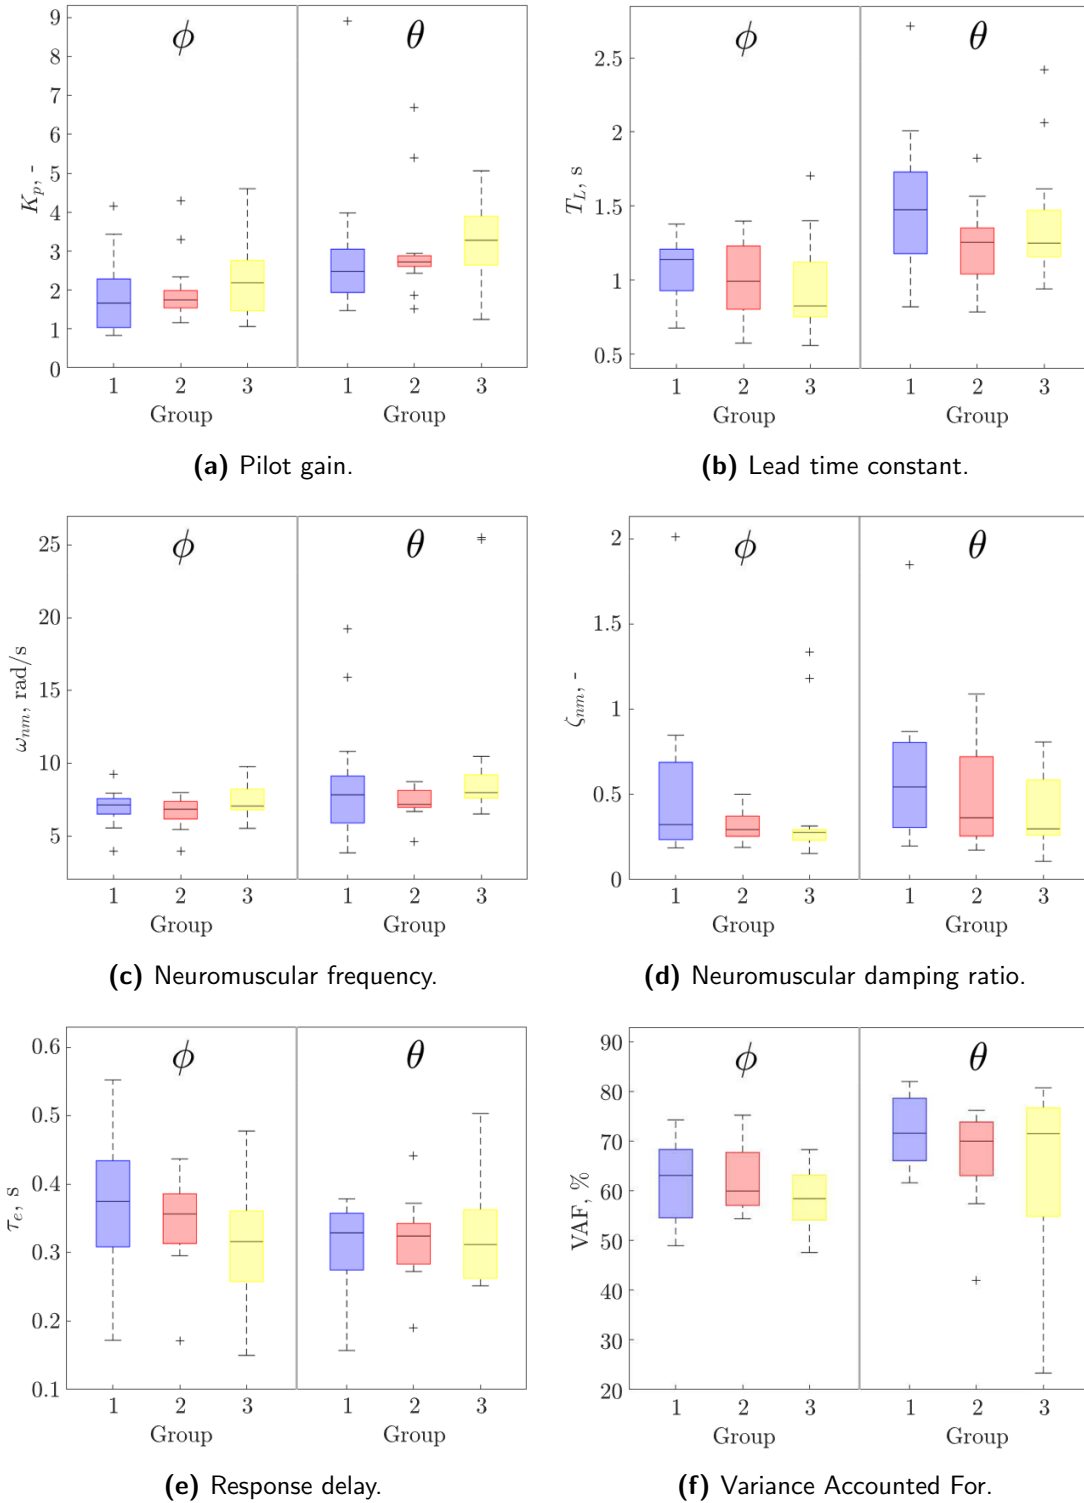 ϕ θ
9
8
7
6
5
4
3
2
1
0
K_p, -
1 2 3 1 2 3
Group Group
(a) Pilot gain.
ϕ θ
2.5
2
1.5
1
0.5
T_L, s
1 2 3 1 2 3
Group Group
(b) Lead time constant.
ϕ θ
25
20
15
10
5
ω_nm, rad/s
1 2 3 1 2 3
Group Group
(c) Neuromuscular frequency.
ϕ θ
2
1.5
1
0.5
0
ζ_nm, -
1 2 3 1 2 3
Group Group
(d) Neuromuscular damping ratio.
ϕ θ
0.6
0.5
0.4
0.3
0.2
0.1
τ_e, s
1 2 3 1 2 3
Group Group
(e) Response delay.
ϕ θ
90
80
70
60
50
40
30
20
VAF, %
1 2 3 1 2 3
Group Group
(f) Variance Accounted For.